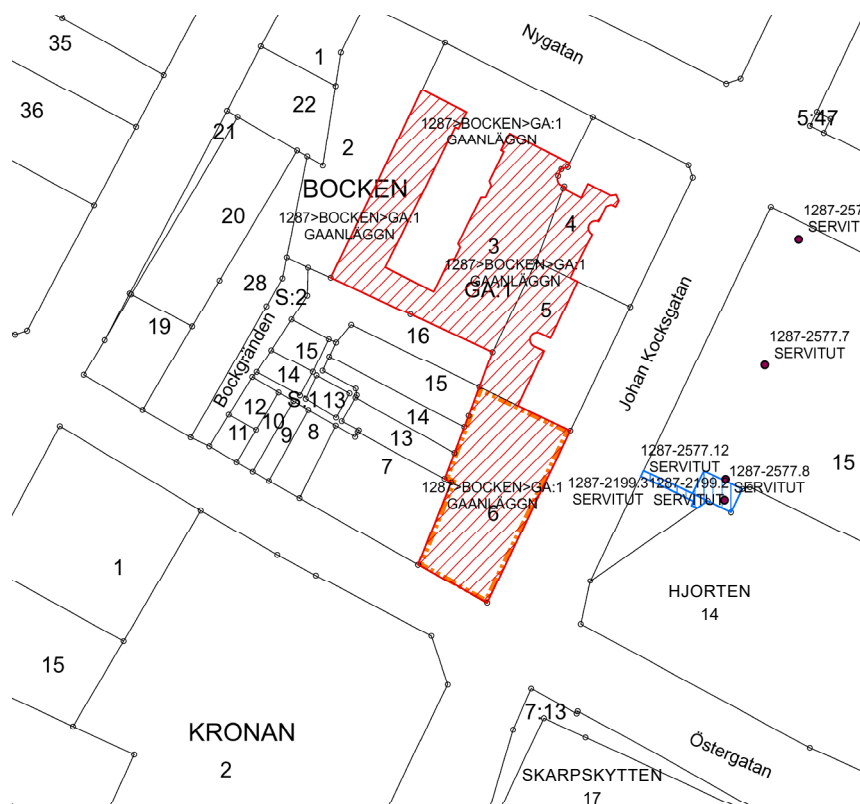 35
36
1
22
21
2
Nygatan
5:47
1287>BOCKEN>GA:1
GAANLÄGGN
BOCKEN
1287>BOCKEN>GA:1
GAANLÄGGN
20
3
4
1287-257
SERVIT
1287>BOCKEN>GA:1
GAANLÄGGN
GA:1
5
28
S:2
19
16
Bockgränden
Johan Kocksgatan
1287-2577.7
SERVITUT
15
14
S:1
13
15
14
13
12
11
10
9
8
7
1287>BOCKEN>GA:1
GAANLÄGGN
6
1287-2577.12
SERVITUT
1287-2199.3
SERVITUT
1287-2199.2
SERVITUT
1287-2577.8
SERVITUT
15
1
15
HJORTEN
14
KRONAN
2
7:13
Östergatan
SKARPSKYTTEN
17